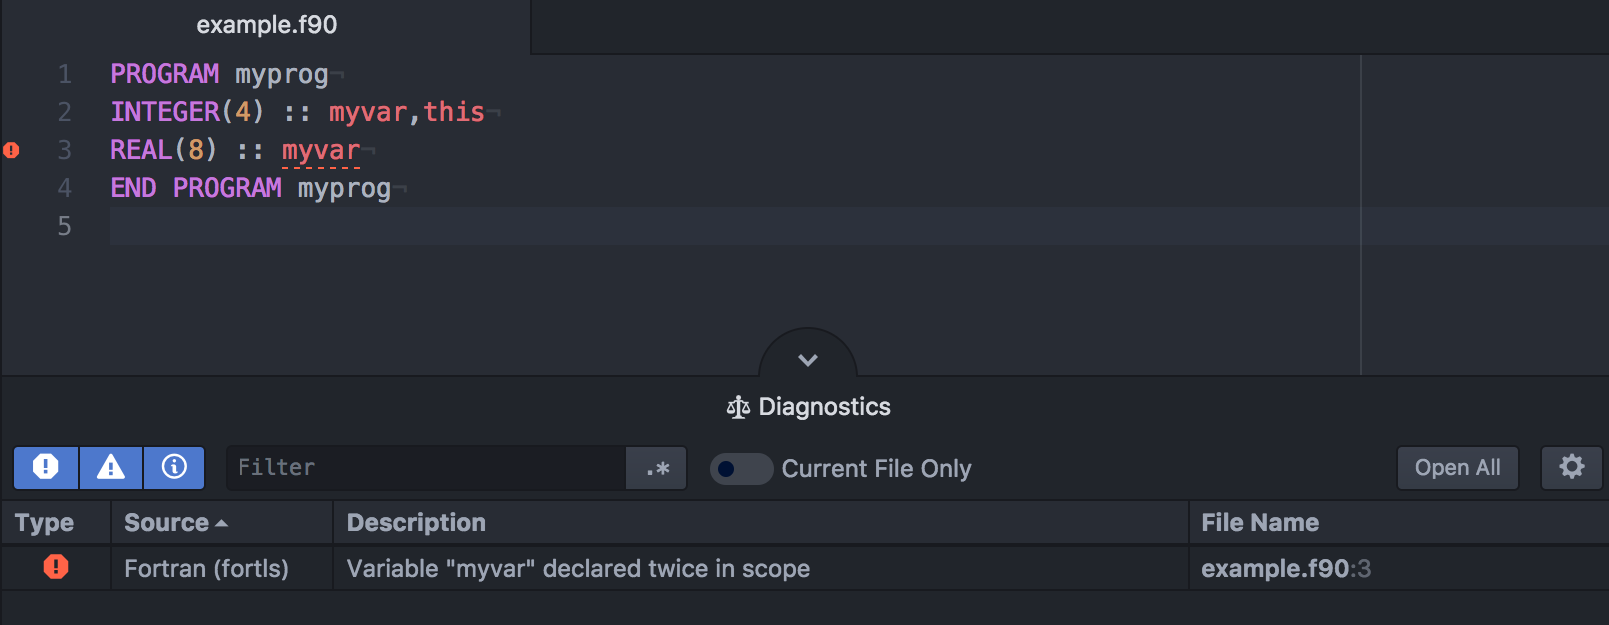 example.f90
1 PROGRAM myprog¬
2 INTEGER(4) :: myvar,this¬
3 REAL(8) :: myvar¬
4 END PROGRAM myprog¬
5
Diagnostics
Filter .* Current File Only Open All
Type Source Description File Name
Fortran (fortls) Variable "myvar" declared twice in scope example.f90:3